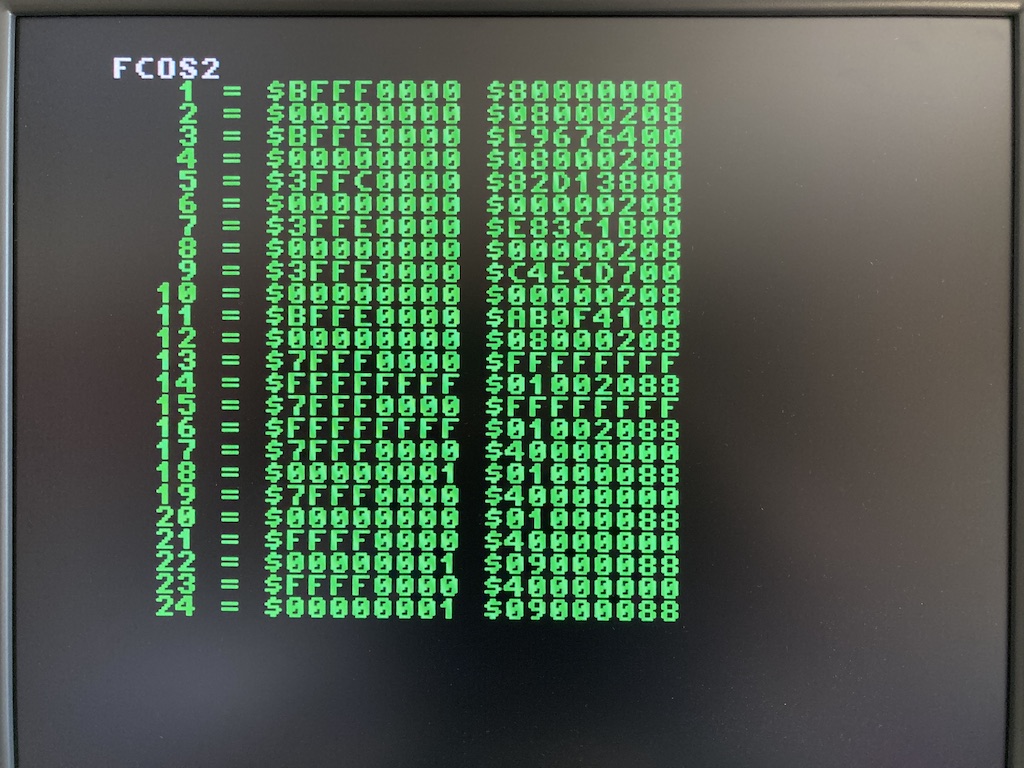 FCOS2
1 = $BFFF0000 $80000000
2 = $00000000 $08000208
3 = $BFFE0000 $E9676400
4 = $00000000 $08000208
5 = $3FFC0000 $82D13800
6 = $00000000 $00000208
7 = $3FFE0000 $E83C1B00
8 = $00000000 $00000208
9 = $3FFE0000 $C4ECD700
10 = $00000000 $00000208
11 = $BFFE0000 $AB0F4100
12 = $00000000 $08000208
13 = $7FFF0000 $FFFFFFFF
14 = $FFFFFFFF $01002088
15 = $7FFF0000 $FFFFFFFF
16 = $FFFFFFFF $01002088
17 = $7FFF0000 $40000000
18 = $00000001 $01000088
19 = $7FFF0000 $40000000
20 = $00000000 $01000088
21 = $FFFF0000 $40000000
22 = $00000001 $09000088
23 = $FFFF0000 $40000000
24 = $00000001 $09000088